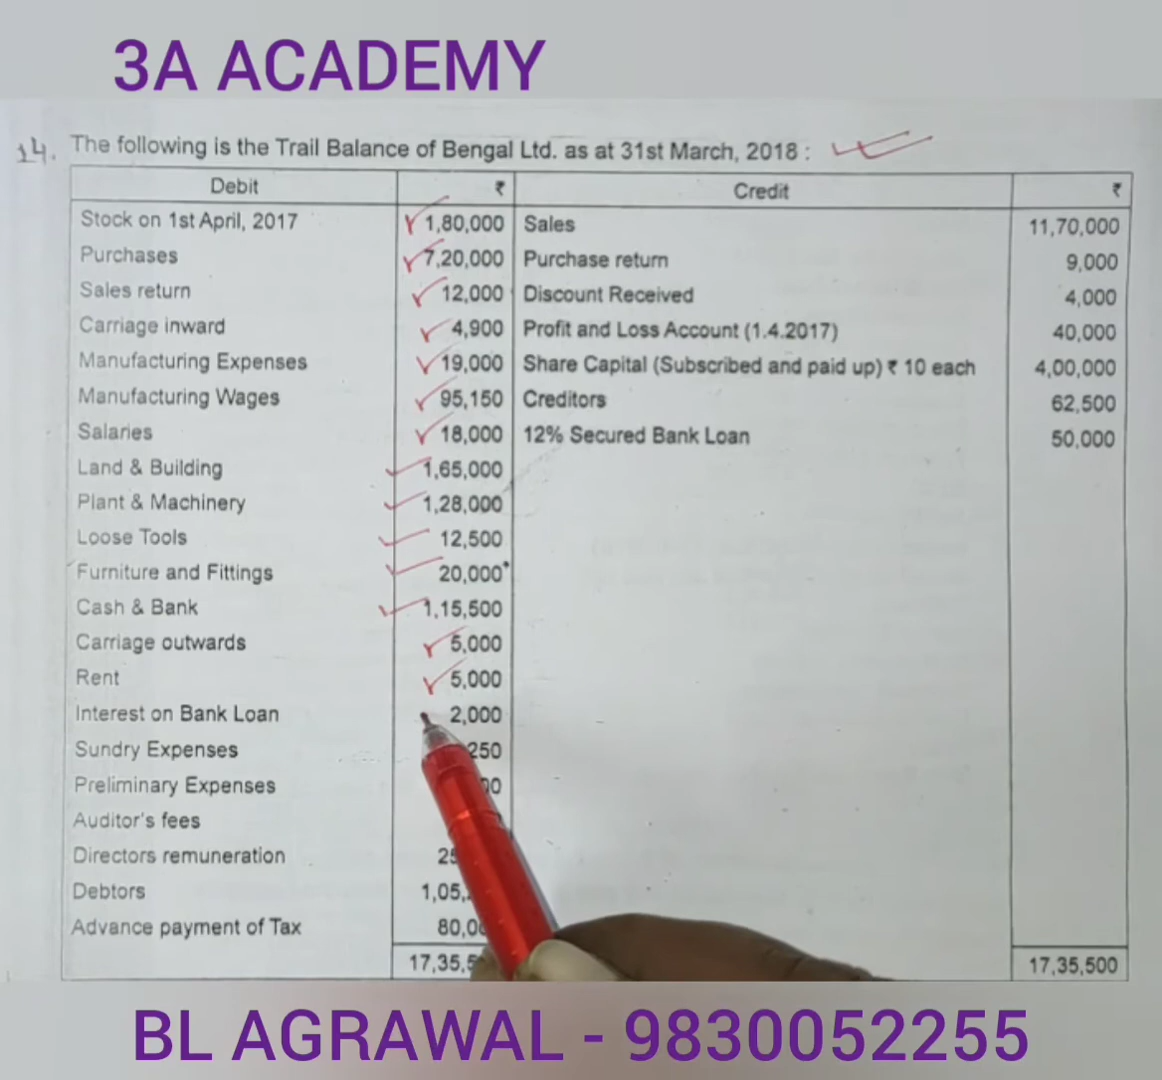 3A ACADEMY
14. The following is the Trail Balance of Bengal Ltd. as at 31st March, 2018 :
Debit ₹ Credit ₹
Stock on 1st April, 2017 1,80,000 Sales 11,70,000
Purchases 7,20,000 Purchase return 9,000
Sales return 12,000 Discount Received 4,000
Carriage inward 4,900 Profit and Loss Account (1.4.2017) 40,000
Manufacturing Expenses 19,000 Share Capital (Subscribed and paid up) ₹ 10 each 4,00,000
Manufacturing Wages 95,150 Creditors 62,500
Salaries 18,000 12% Secured Bank Loan 50,000
Land & Building 1,65,000
Plant & Machinery 1,28,000
Loose Tools 12,500
Furniture and Fittings 20,000
Cash & Bank 1,15,500
Carriage outwards 5,000
Rent 5,000
Interest on Bank Loan 2,000
Sundry Expenses
Preliminary Expenses
Auditor's fees
Directors remuneration
Debtors
Advance payment of Tax
17,35,500
BL AGRAWAL - 9830052255